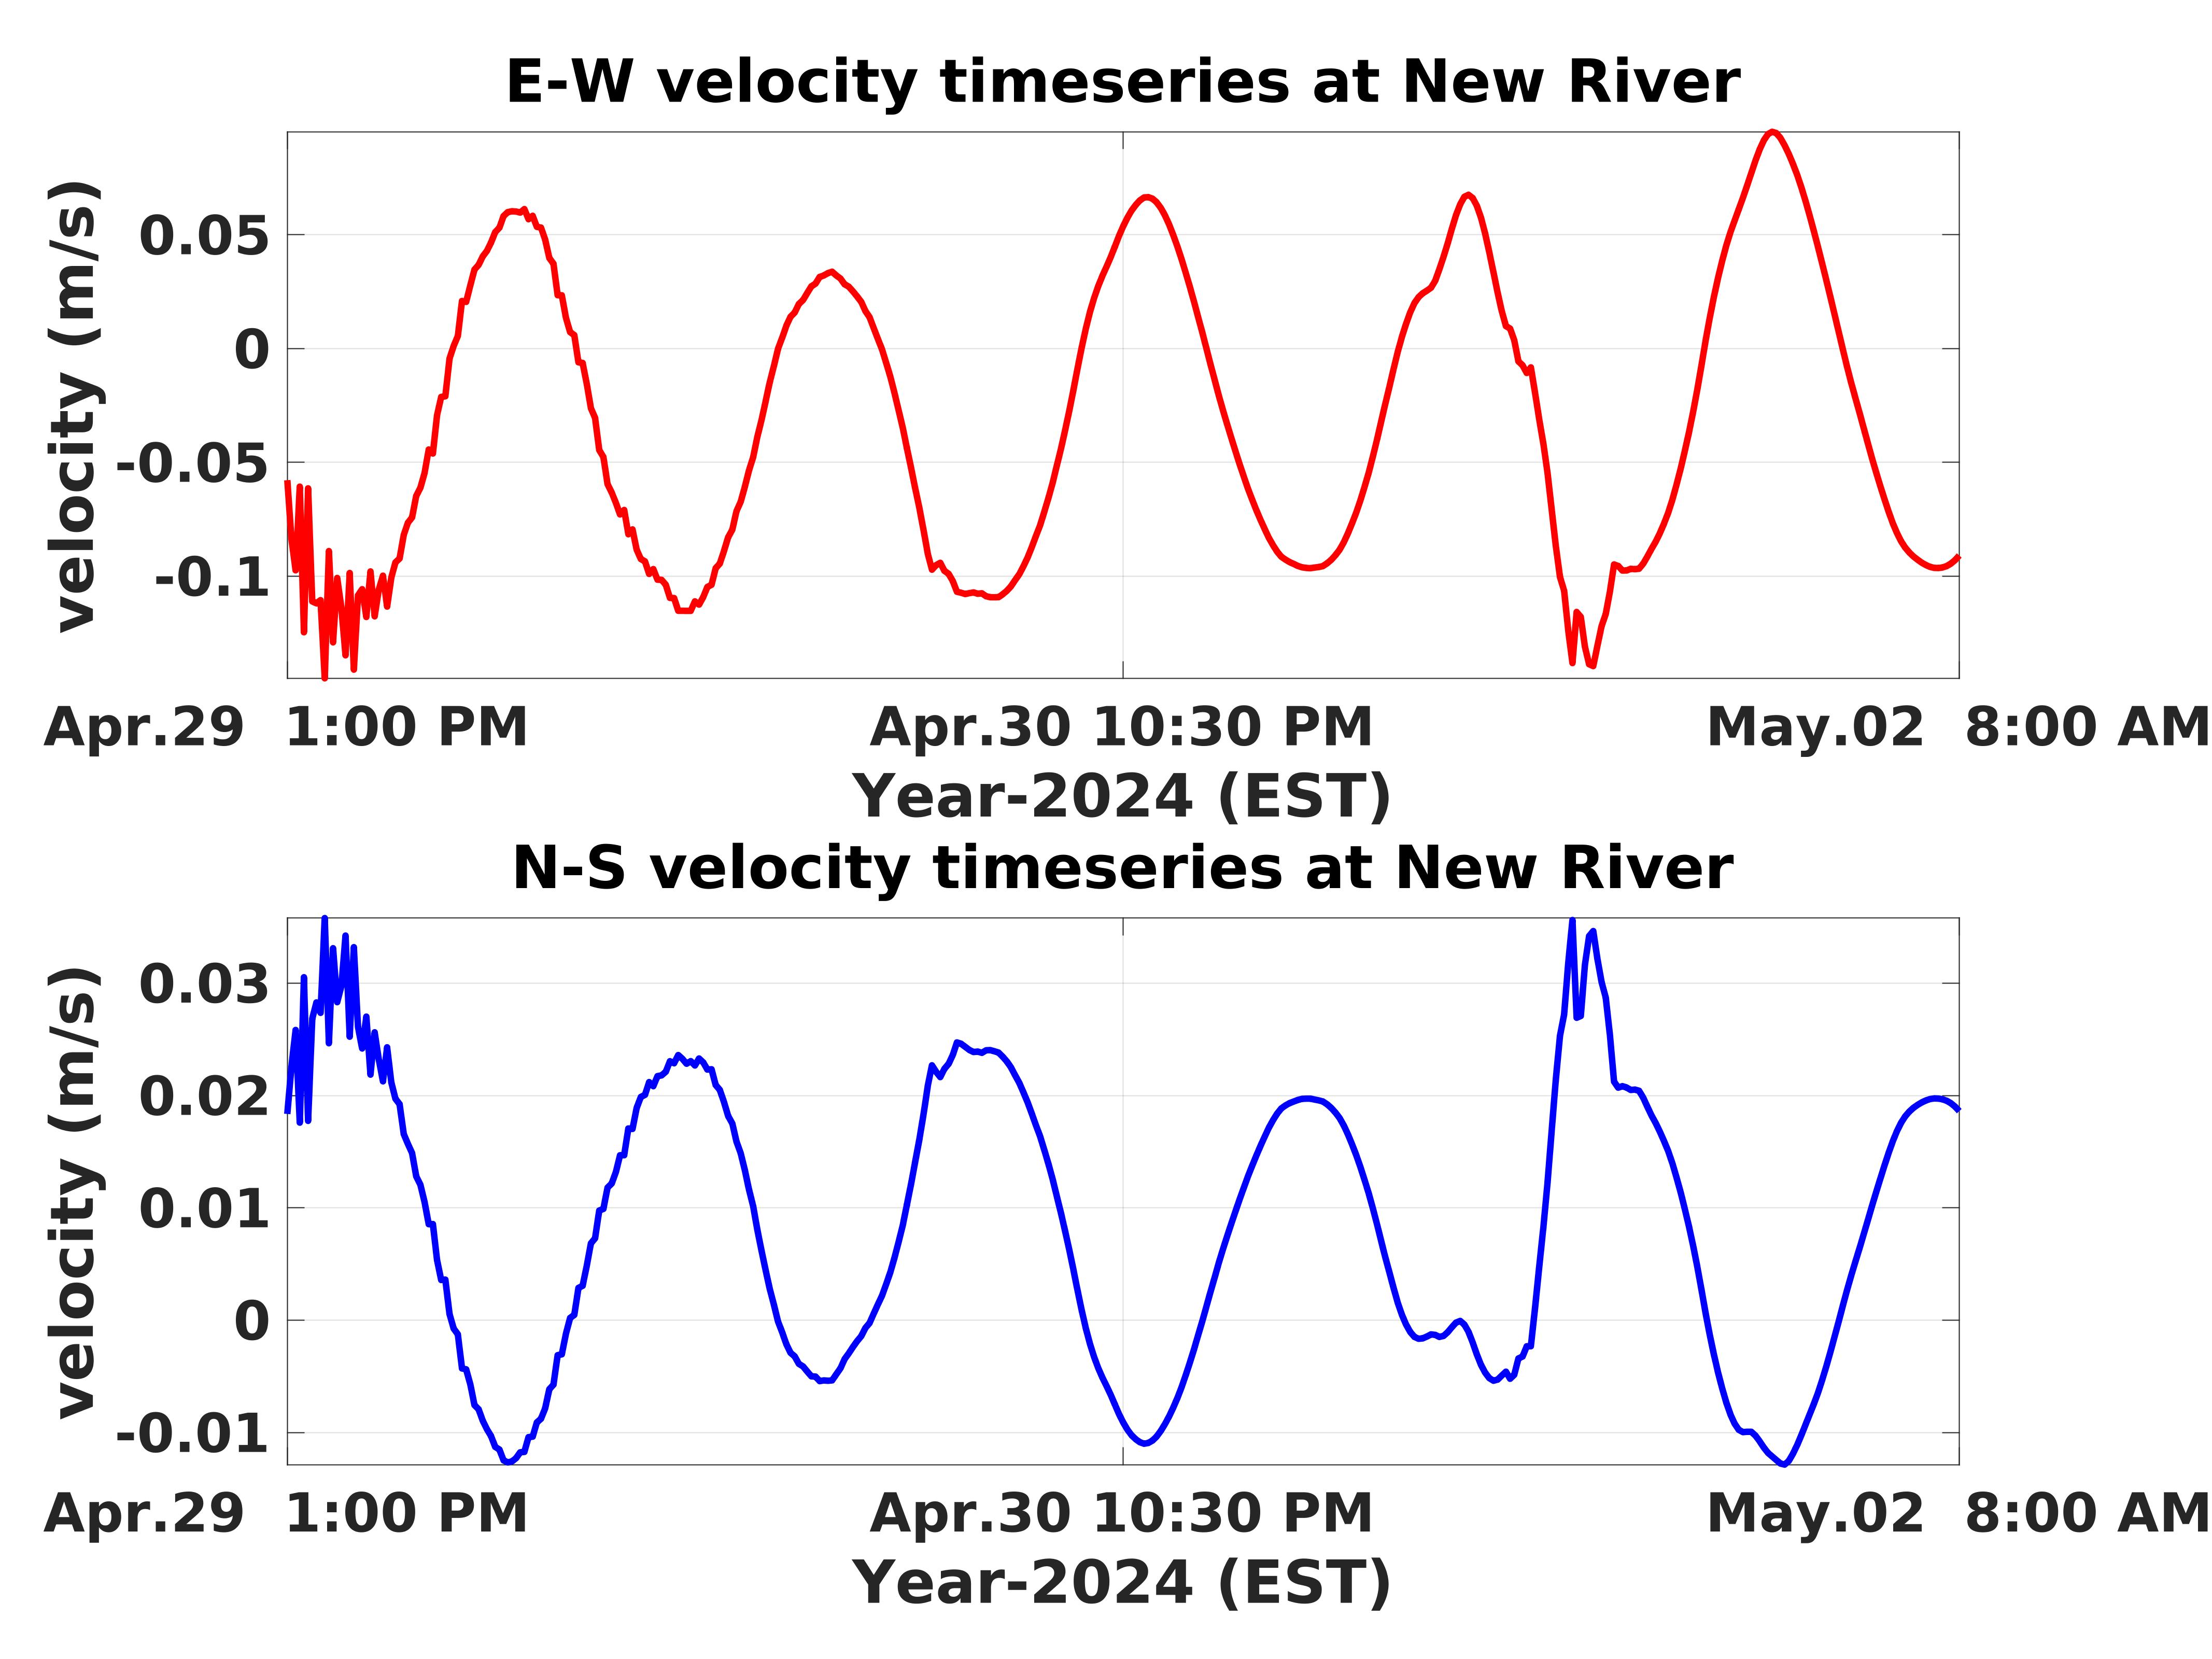 E-W velocity timeseries at New River
velocity (m/s)
0.05
0
-0.05
-0.1
Apr.29  1:00 PM Apr.30 10:30 PM May.02  8:00 AM
Year-2024 (EST)
N-S velocity timeseries at New River
velocity (m/s)
0.03
0.02
0.01
0
-0.01
Apr.29  1:00 PM Apr.30 10:30 PM May.02  8:00 AM
Year-2024 (EST)